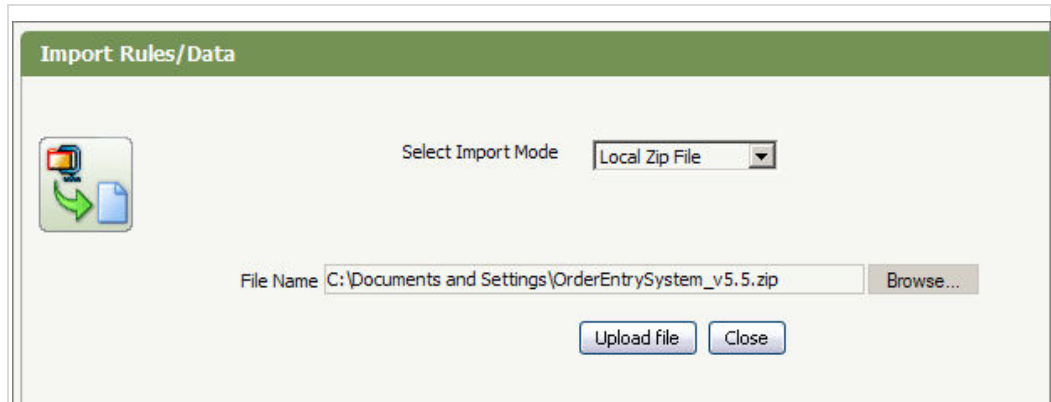 Import Rules/Data
Select Import Mode Local Zip File
File Name C:\Documents and Settings\OrderEntrySystem_v5.5.zip Browse...
Upload file Close